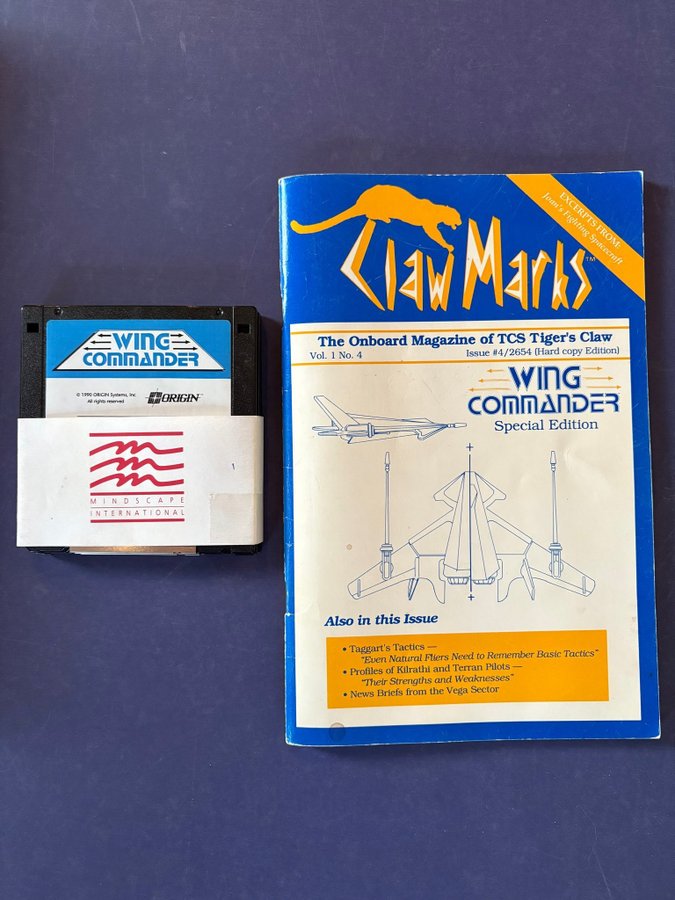 WING
COMMANDER
© 1990 ORIGIN Systems, Inc.
All rights reserved
ORIGIN
MINDSCAPE
INTERNATIONAL
1
EXCERPTS FROM:
Joan's Fighting Spacecraft
Claw Marks™
The Onboard Magazine of TCS Tiger's Claw
Vol. 1 No. 4
Issue #4/2654 (Hard copy Edition)
WING
COMMANDER
Special Edition
Also in this Issue
• Taggart's Tactics —
"Even Natural Fliers Need to Remember Basic Tactics"
• Profiles of Kilrathi and Terran Pilots —
"Their Strengths and Weaknesses"
• News Briefs from the Vega Sector